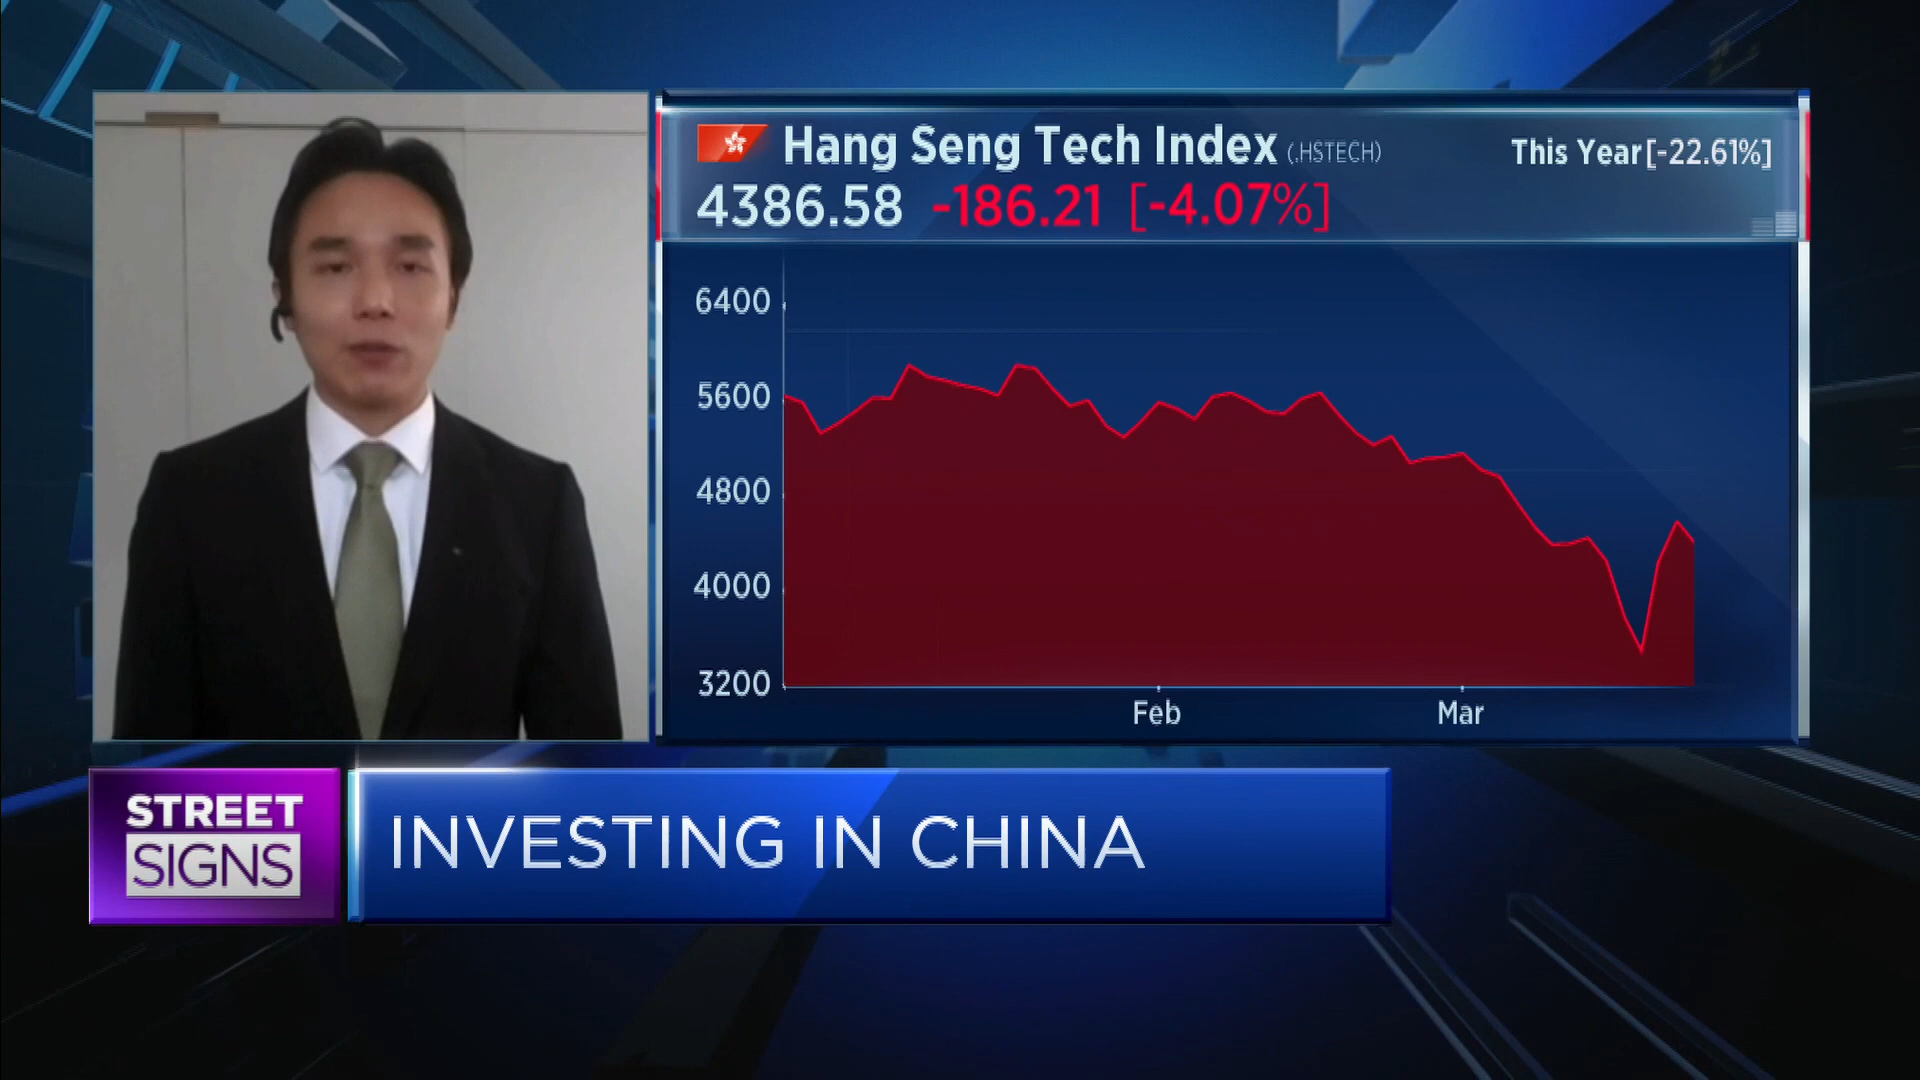 Hang Seng Tech Index (.HSTECH) This Year[-22.61%]
4386.58 -186.21 [-4.07%]
6400
5600
4800
4000
3200
Feb Mar
STREET
SIGNS
INVESTING IN CHINA